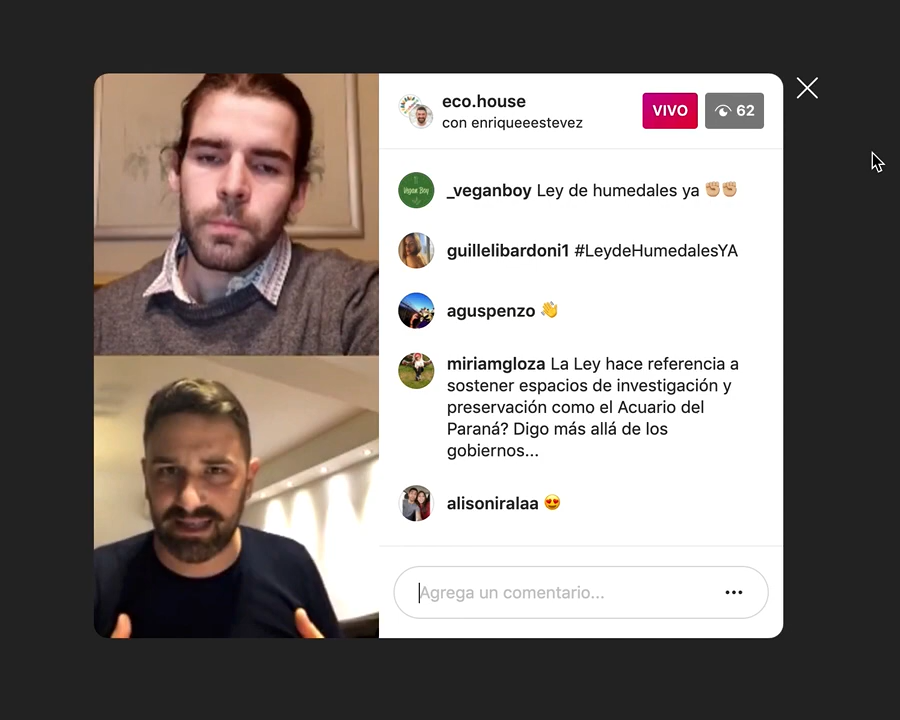 eco.house
con enriqueeestevez
VIVO
62
_veganboy Ley de humedales ya ✊🏼✊🏼
Vegan Boy
guillelibardoni1 #LeydeHumedalesYA
aguspenzo 👋
miriamgloza La Ley hace referencia a
sostener espacios de investigación y
preservación como el Acuario del
Paraná? Digo más allá de los
gobiernos...
alisoniralaa 😍
Agrega un comentario...